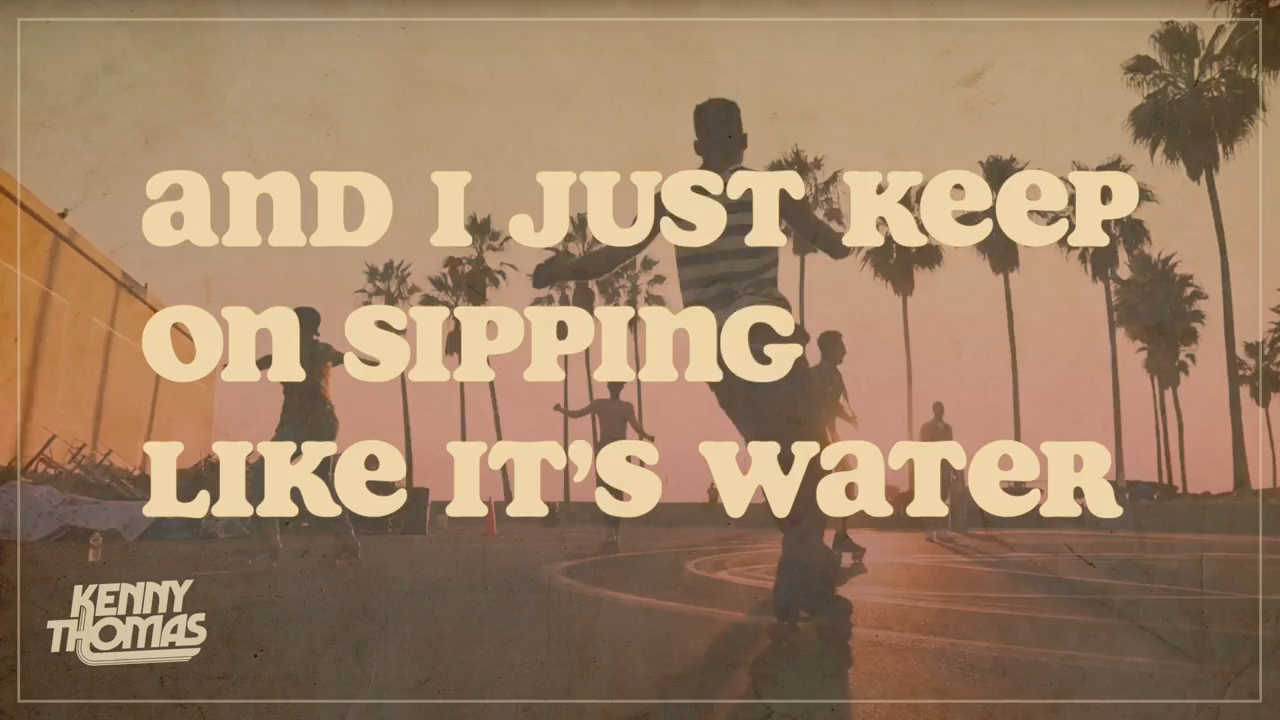 anD I JUST Keep
on SIPPInG
LIKe IT'S WaTeR
KENNY
THOMAS